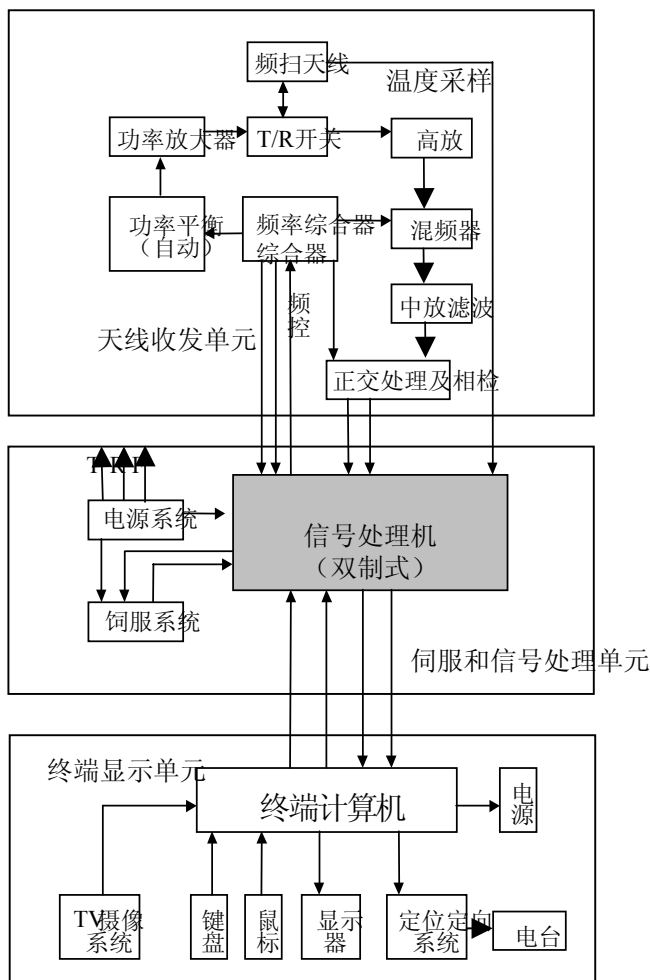 频扫天线
温度采样
功率放大器
T/R开关
高放
功率平衡
（自动）
频率综合器
综合器
混频器
频
控
中放滤波
天线收发单元
正交处理及相检
电源系统
信号处理机
（双制式）
饲服系统
伺服和信号处理单元
终端显示单元
终端计算机
电
源
TV摄像
系统
键
盘
鼠
标
显示
器
定位定向
系统
电台